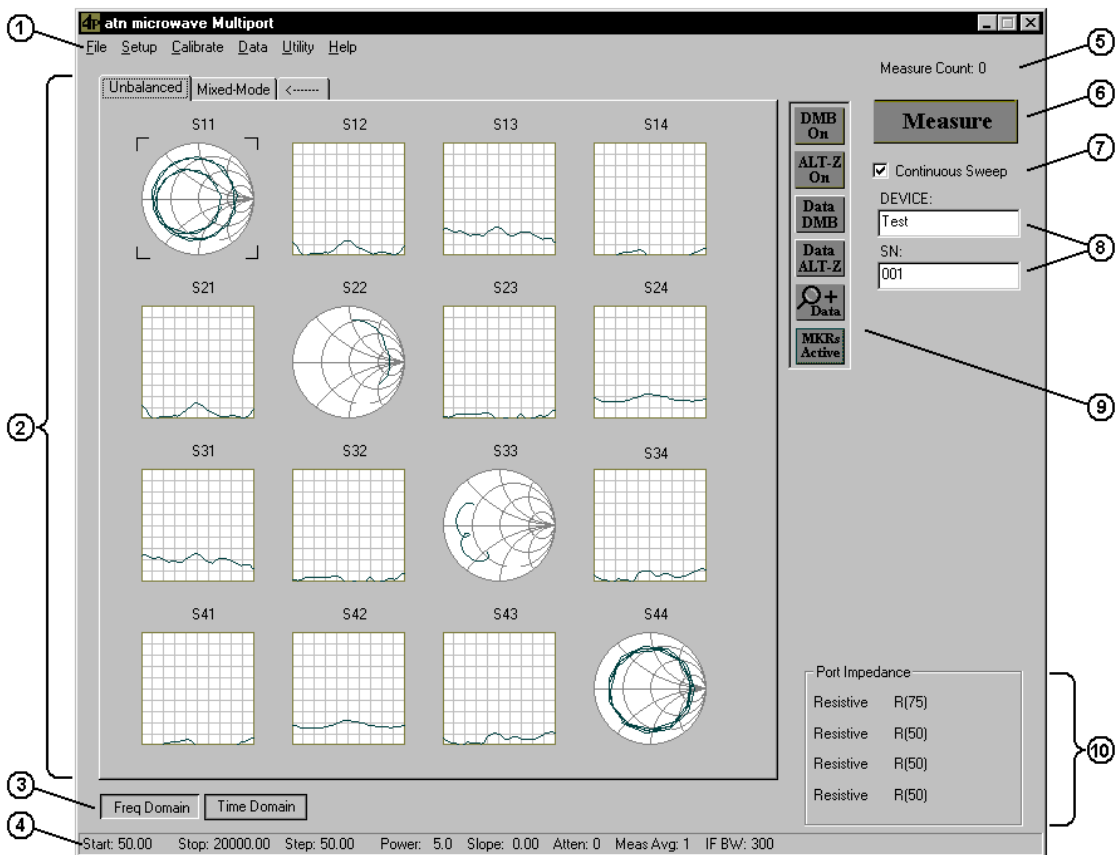 4P atn microwave Multiport
1 File Setup Calibrate Data Utility Help
5 Measure Count: 0
2 Unbalanced Mixed-Mode <-------
6 Measure
7 Continuous Sweep
DEVICE:
Test
8
SN:
001
DMB On
ALT-Z On
Data DMB
Data ALT-Z
+ Data
MKRs Active
9
S11 S12 S13 S14
S21 S22 S23 S24
S31 S32 S33 S34
S41 S42 S43 S44
Port Impedance
Resistive R(75)
Resistive R(50)
Resistive R(50)
Resistive R(50)
10
3 Freq Domain Time Domain
4 Start: 50.00 Stop: 20000.00 Step: 50.00 Power: 5.0 Slope: 0.00 Atten: 0 Meas Avg: 1 IF BW: 300